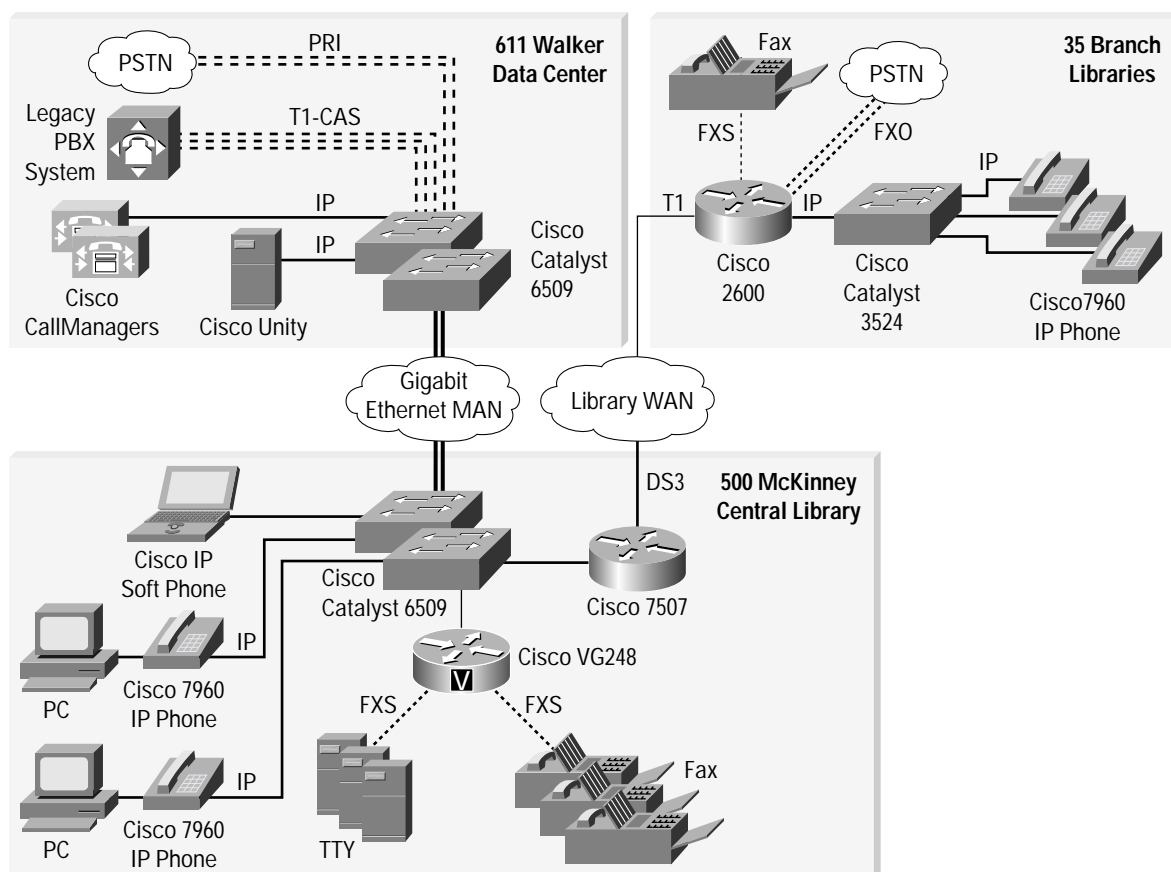 611 Walker
Data Center
PSTN
PRI
Legacy
PBX
System
T1-CAS
IP
IP
Cisco
CallManagers
Cisco Unity
Cisco
Catalyst
6509
35 Branch
Libraries
Fax
PSTN
FXS
FXO
T1
IP
IP
Cisco
2600
Cisco
Catalyst
3524
Cisco7960
IP Phone
Gigabit
Ethernet MAN
Library WAN
500 McKinney
Central Library
DS3
Cisco IP
Soft Phone
Cisco
Catalyst 6509
Cisco 7507
IP
PC
Cisco 7960
IP Phone
Cisco VG248
V
FXS
FXS
IP
PC
Cisco 7960
IP Phone
TTY
Fax